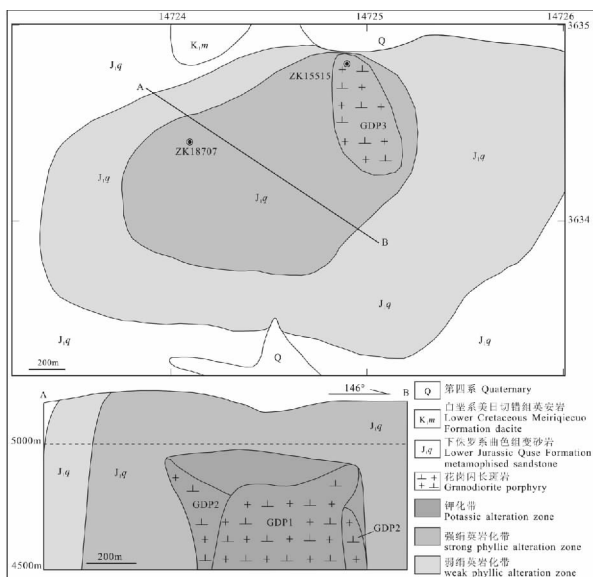 14724 14725 14726
3635
K₁m
Q
J₁q
ZK15515
A
GDP3
ZK18707
J₁q
J₁q
J₁q
3634
B
J₁q
J₁q
J₁q
200m
Q
A
146°
B
J₁q
5000m
J₁q
J₁q
GDP2
GDP1
GDP2
200m
4500m
Q 第四系 Quaternary
K₁m 白垩系美日切错组英安岩
Lower Cretaceous Meiriqiecuo
Formation dacite
J₁q 下侏罗系曲色组变砂岩
Lower Jurassic Quse Formation
metamophised sandstone
花岗闪长斑岩
Granodiorite porphyry
钾化带
Potassic alteration zone
强绢英岩化带
strong phyllic alteration zone
弱绢英岩化带
weak phyllic alteration zone